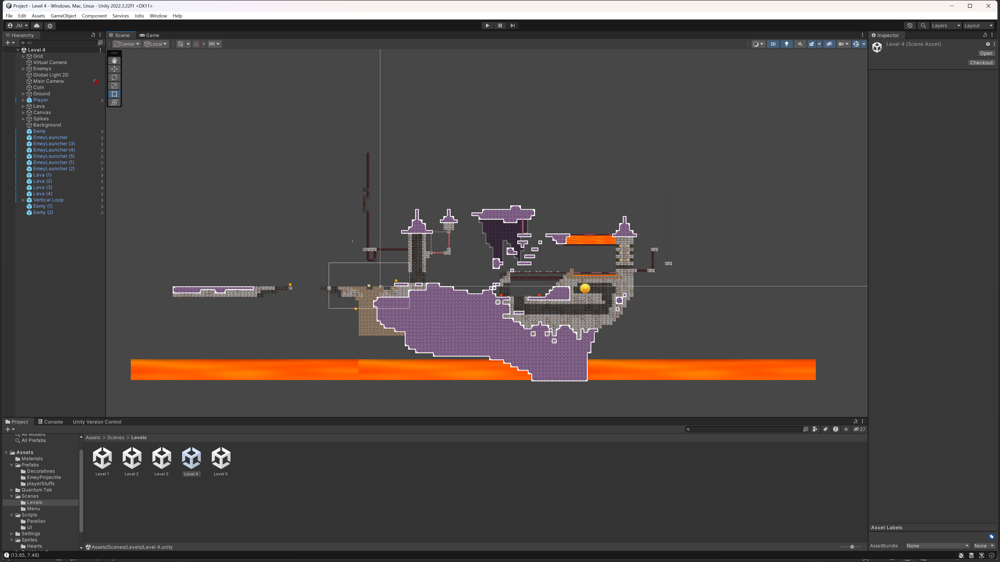 Project - Level 4 - Windows, Mac, Linux - Unity 2022.3.22f1 <DX11>
File Edit Assets GameObject Component Services Jobs Window Help
JM Layers Layout
Hierarchy
All
Level 4
Grid
Virtual Camera
Enemys
Global Light 2D
Main Camera
Coin
Ground
Player
Lava
Canvas
Spikes
Background
Eemy
EmeyLauncher
EmeyLauncher (3)
EmeyLauncher (4)
EmeyLauncher (5)
EmeyLauncher (1)
EmeyLauncher (2)
Lava (1)
Lava (2)
Lava (3)
Lava (4)
Vertical Loop
Eemy (1)
Eemy (2)
Scene Game
Center Local 2D
Inspector
Level 4 (Scene Asset)
Open
Checkout
Project Console Unity Version Control
27
All Models
All Prefabs
Assets
Materials
Prefabs
Decoratives
EmeyProjectile
playerStuffs
Quantum Tek
Scenes
Levels
Menu
Scripts
Parallax
UI
Settings
Sprites
Hearts
Assets > Scenes > Levels
Level 1 Level 2 Level 3 Level 4 Level 5
Assets/Scenes/Levels/Level 4.unity
Asset Labels
AssetBundle None None
(13.65, 7.46)